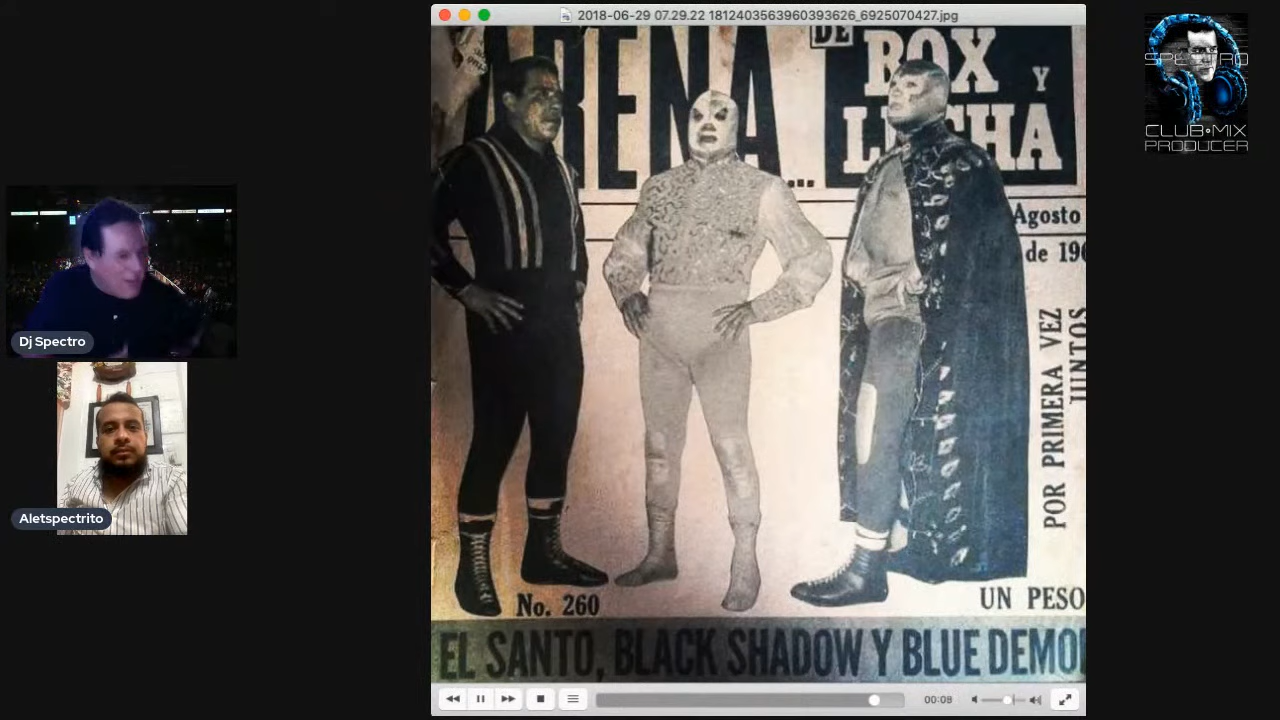 2018-06-29 07.29.22 1812403563960393626_6925070427.jpg
ARENA...
DE
BOX
Y
LUCHA
Agosto
de 196
POR PRIMERA VEZ
JUNTOS
No. 260
UN PESO
EL SANTO, BLACK SHADOW Y BLUE DEMO
00:08
Dj Spectro
Aletspectrito
SPECTRO
CLUB•MIX
PRODUCER